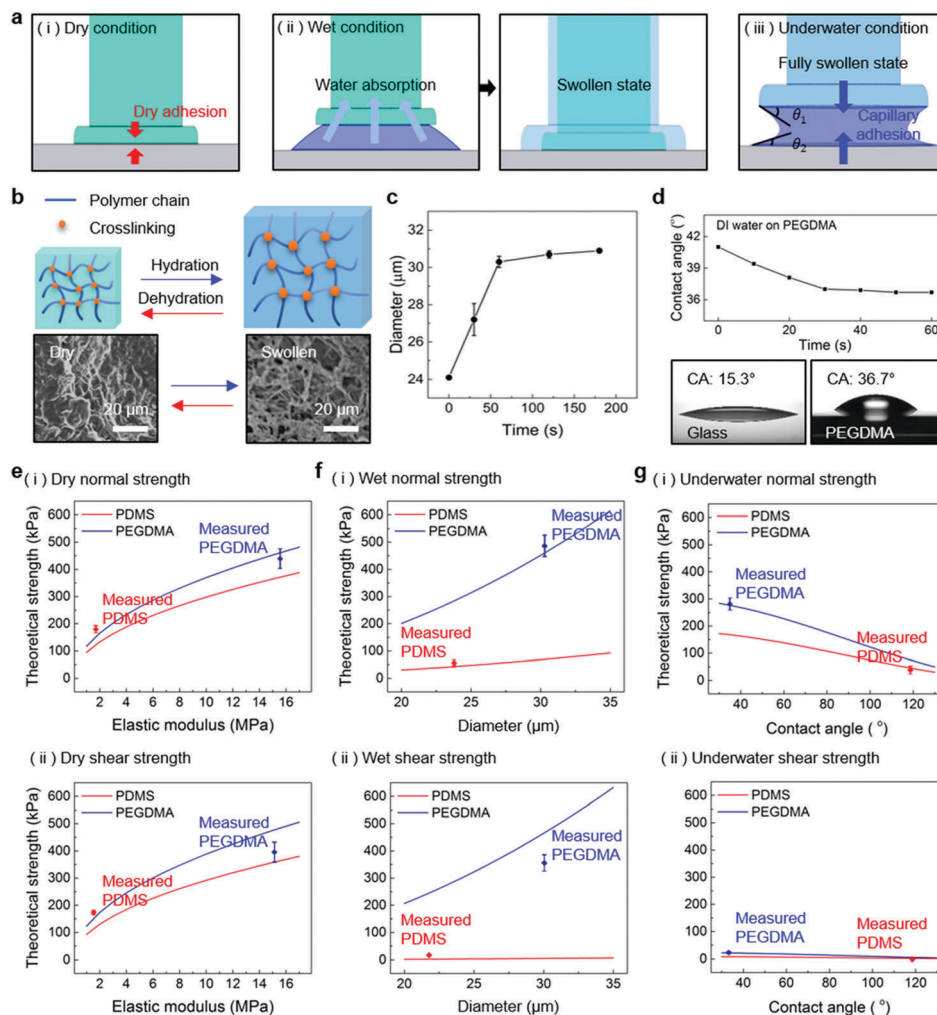 a
(i) Dry condition
Dry adhesion
(ii) Wet condition
Water absorption
Swollen state
(iii) Underwater condition
Fully swollen state
θ1
Capillary
adhesion
θ2
b
Polymer chain
Crosslinking
Hydration
Dehydration
Dry
20 μm
Swollen
20 μm
c
Diameter (μm)
33
30
27
24
0 50 100 150 200
Time (s)
d
DI water on PEGDMA
Contact angle (°)
42
39
36
0 20 40 60
Time (s)
CA: 15.3°
Glass
CA: 36.7°
PEGDMA
e (i) Dry normal strength
Theoretical strength (kPa)
600
500
400
300
200
100
0
PDMS
PEGDMA
Measured
PEGDMA
Measured
PDMS
2 4 6 8 10 12 14 16
Elastic modulus (MPa)
f (i) Wet normal strength
Theoretical strength (kPa)
600
500
400
300
200
100
0
PDMS
PEGDMA
Measured
PEGDMA
Measured
PDMS
20 25 30 35
Diameter (μm)
g (i) Underwater normal strength
Theoretical strength (kPa)
600
500
400
300
200
100
0
PDMS
PEGDMA
Measured
PEGDMA
Measured
PDMS
40 60 80 100 120
Contact angle (°)
(ii) Dry shear strength
Theoretical strength (kPa)
600
500
400
300
200
100
0
PDMS
PEGDMA
Measured
PEGDMA
Measured
PDMS
2 4 6 8 10 12 14 16
Elastic modulus (MPa)
(ii) Wet shear strength
Theoretical strength (kPa)
600
500
400
300
200
100
0
PDMS
PEGDMA
Measured
PEGDMA
Measured
PDMS
20 25 30 35
Diameter (μm)
(ii) Underwater shear strength
Theoretical strength (kPa)
600
500
400
300
200
100
0
PDMS
PEGDMA
Measured
PEGDMA
Measured
PDMS
40 60 80 100 120
Contact angle (°)